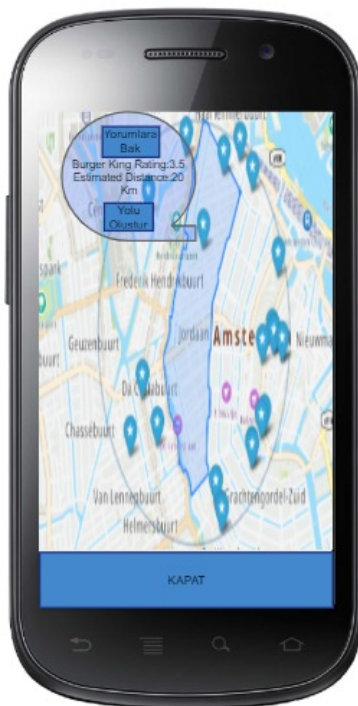 Yorumlara
Bak
Burger King Rating:3.5
Estimated Distance:20
Km
Yolu
Olustur
Frederik Hendrikbuurt
Jordaan
Amste
Nieuwma
Geuzenbuurt
Da Costabuurt
Chassébuurt
Van Lennepbuurt
Grachtengordel-Zuid
Helmersbuurt
KAPAT